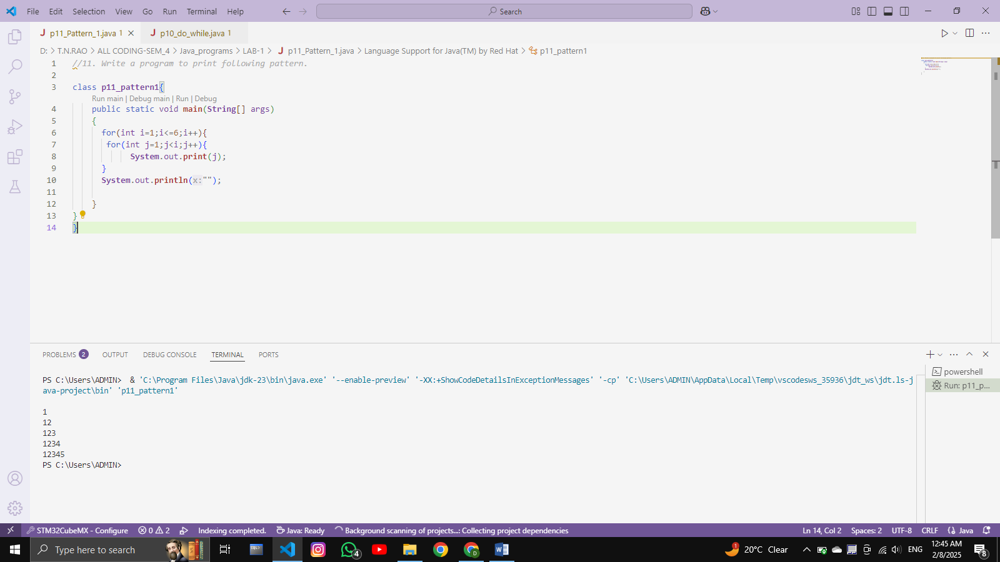 File Edit Selection View Go Run Terminal Help
Search
p11_Pattern_1.java 1
p10_do_while.java 1
D: > T.N.RAO > ALL CODING-SEM_4 > Java_programs > LAB-1 > J p11_Pattern_1.java > Language Support for Java(TM) by Red Hat > p11_pattern1
1 //11. Write a program to print following pattern.
2
3 class p11_pattern1{
Run main | Debug main | Run | Debug
4 public static void main(String[] args)
5 {
6 for(int i=1;i<=6;i++){
7 for(int j=1;j<i;j++){
8 System.out.print(j);
9 }
10 System.out.println(x:"");
11
12 }
13 }
14 }
PROBLEMS 2 OUTPUT DEBUG CONSOLE TERMINAL PORTS
PS C:\Users\ADMIN>  & 'C:\Program Files\Java\jdk-23\bin\java.exe' '--enable-preview' '-XX:+ShowCodeDetailsInExceptionMessages' '-cp' 'C:\Users\ADMIN\AppData\Local\Temp\vscodesws_35936\jdt_ws\jdt.ls-j
ava-project\bin' 'p11_pattern1'
1
12
123
1234
12345
PS C:\Users\ADMIN>
powershell
Run: p11_p...
STM32CubeMX - Configure 0 2 Indexing completed. Java: Ready Background scanning of projects...: Collecting project dependencies Ln 14, Col 2 Spaces: 2 UTF-8 CRLF Java
Type here to search
SQL>
4
D
1
20°C Clear
ENG
12:45 AM
2/8/2025
8